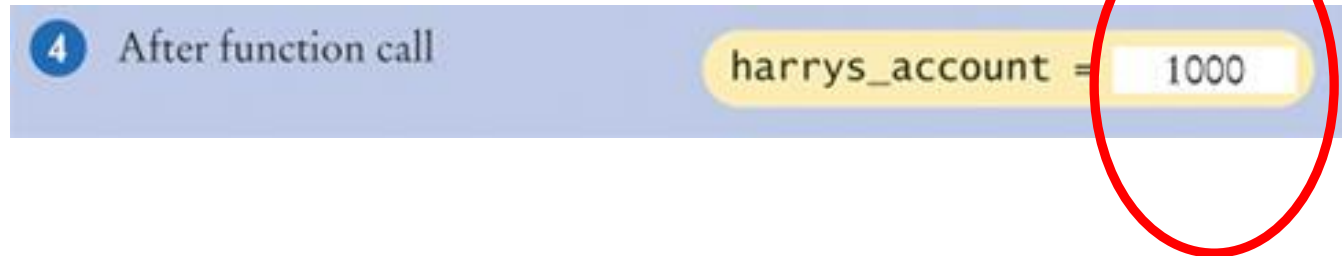 4 After function call harrys_account = 1000